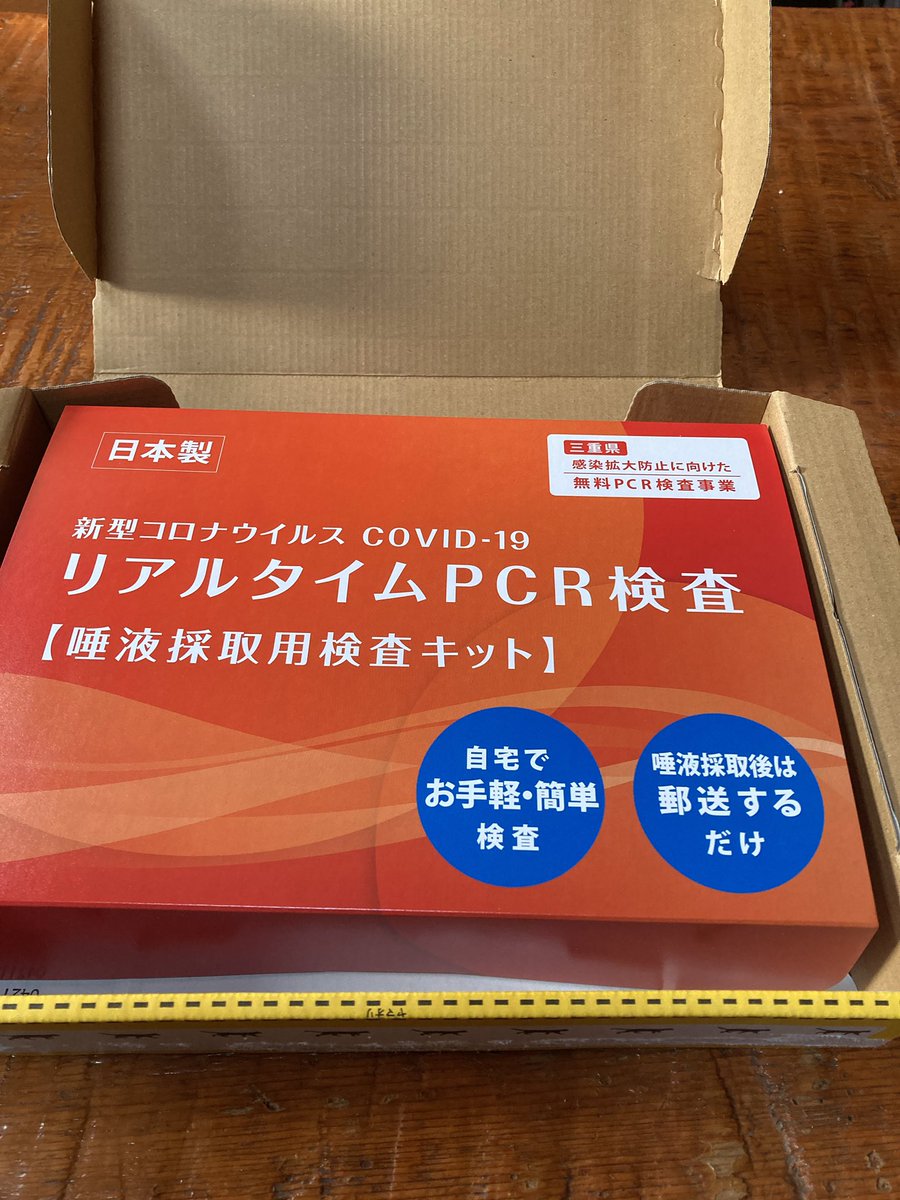 日本製
三重県
感染拡大防止に向けた
無料PCR検査事業
新型コロナウイルス COVID-19
リアルタイムPCR検査
【唾液採取用検査キット】
自宅で
お手軽・簡単
検査
唾液採取後は
郵送する
だけ
ヤマオリ